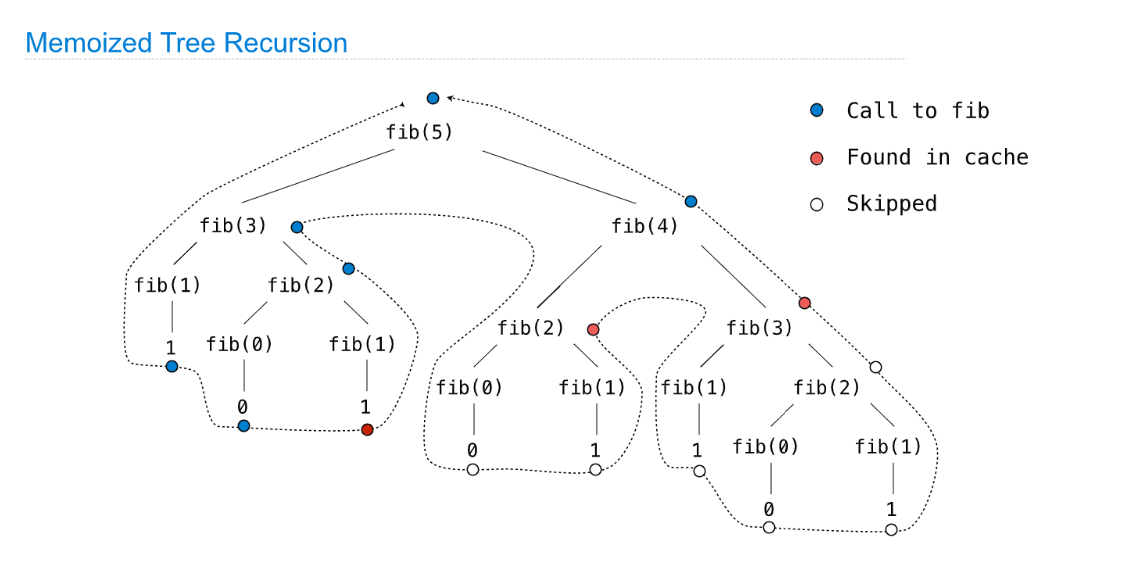 Memoized Tree Recursion
Call to fib
fib(5)
Found in cache
Skipped
fib(3)
fib(4)
fib(1)
fib(2)
fib(2)
fib(3)
1
fib(0)
fib(1)
fib(0)
fib(1)
fib(1)
fib(2)
0
1
0
1
1
fib(0)
fib(1)
0
1